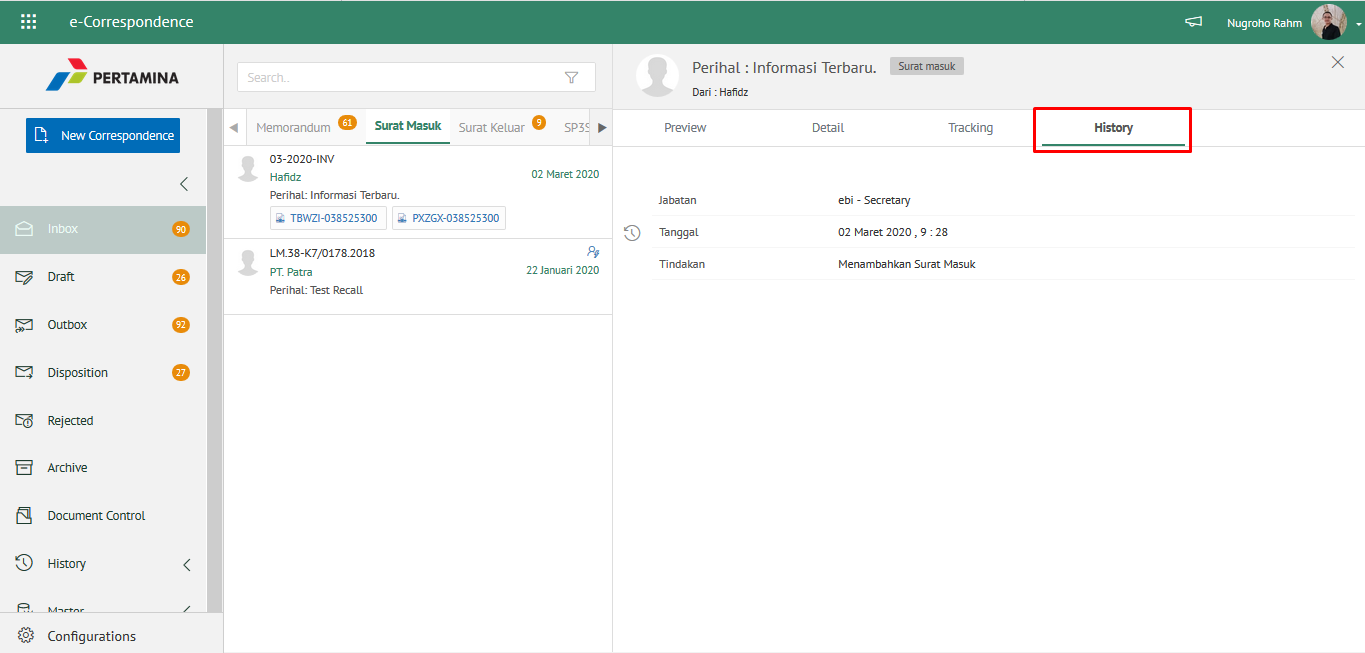 e-Correspondence
Nugroho Rahm
PERTAMINA
New Correspondence
Inbox 90
Draft 26
Outbox 92
Disposition 27
Rejected
Archive
Document Control
History
Master
Configurations
Search..
Memorandum 61 Surat Masuk Surat Keluar 9 SP3S
03-2020-INV
Hafidz 02 Maret 2020
Perihal: Informasi Terbaru.
TBWZI-038525300 PXZGX-038525300
LM.38-K7/0178.2018
PT. Patra 22 Januari 2020
Perihal: Test Recall
Perihal : Informasi Terbaru. Surat masuk
Dari : Hafidz
Preview Detail Tracking History
Jabatan ebi - Secretary
Tanggal 02 Maret 2020 , 9 : 28
Tindakan Menambahkan Surat Masuk